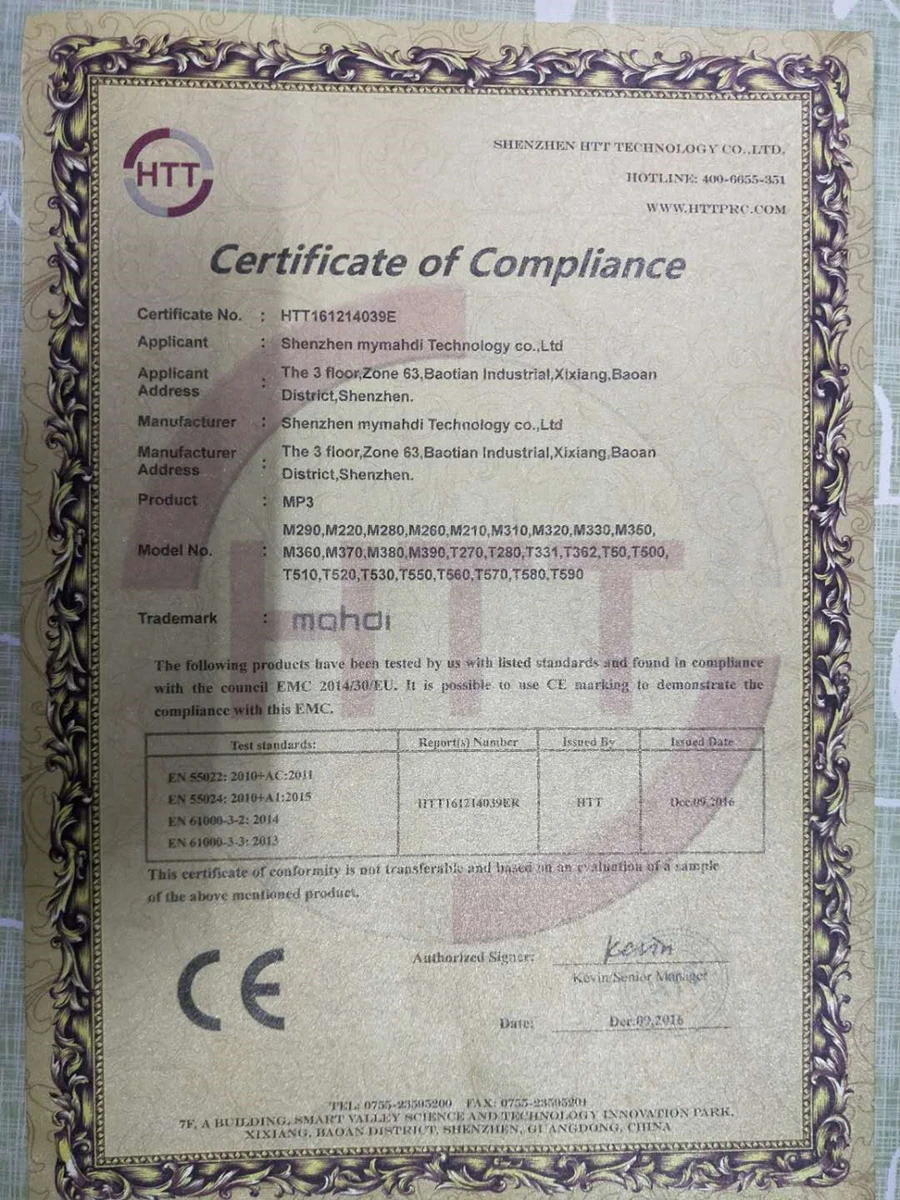 HTT
SHENZHEN HTT TECHNOLOGY CO.,LTD.
HOTLINE: 400-6655-351
WWW.HTTPRC.COM
Certificate of Compliance
Certificate No. : HTT161214039E
Applicant : Shenzhen mymahdi Technology co.,Ltd
Applicant Address : The 3 floor,Zone 63,Baotian Industrial,Xixiang,Baoan
District,Shenzhen.
Manufacturer : Shenzhen mymahdi Technology co.,Ltd
Manufacturer Address : The 3 floor,Zone 63,Baotian Industrial,Xixiang,Baoan
District,Shenzhen.
Product : MP3
M290,M220,M280,M260,M210,M310,M320,M330,M350,
Model No. : M360,M370,M380,M390,T270,T280,T331,T362,T50,T500,
T510,T520,T530,T550,T560,T570,T580,T590
Trademark : mahdi
The following products have been tested by us with listed standards and found in compliance
with the council EMC 2014/30/EU. It is possible to use CE marking to demonstrate the
compliance with this EMC.
Test standards: Report(s) Number Issued By Issued Date
EN 55022: 2010+AC:2011
EN 55024: 2010+A1:2015
HTT161214039ER HTT Dec.09,2016
EN 61000-3-2: 2014
EN 61000-3-3: 2013
This certificate of conformity is not transferable and based on an evaluation of a sample
of the above mentioned product.
CE
Authorized Signer: Kevin
Kevin/Senior Manager
Date: Dec.09,2016
TEL: 0755-23595200 FAX: 0755-23595201
7F, A BUILDING, SMART VALLEY SCIENCE AND TECHNOLOGY INNOVATION PARK,
XIXIANG, BAOAN DISTRICT, SHENZHEN, GUANGDONG, CHINA